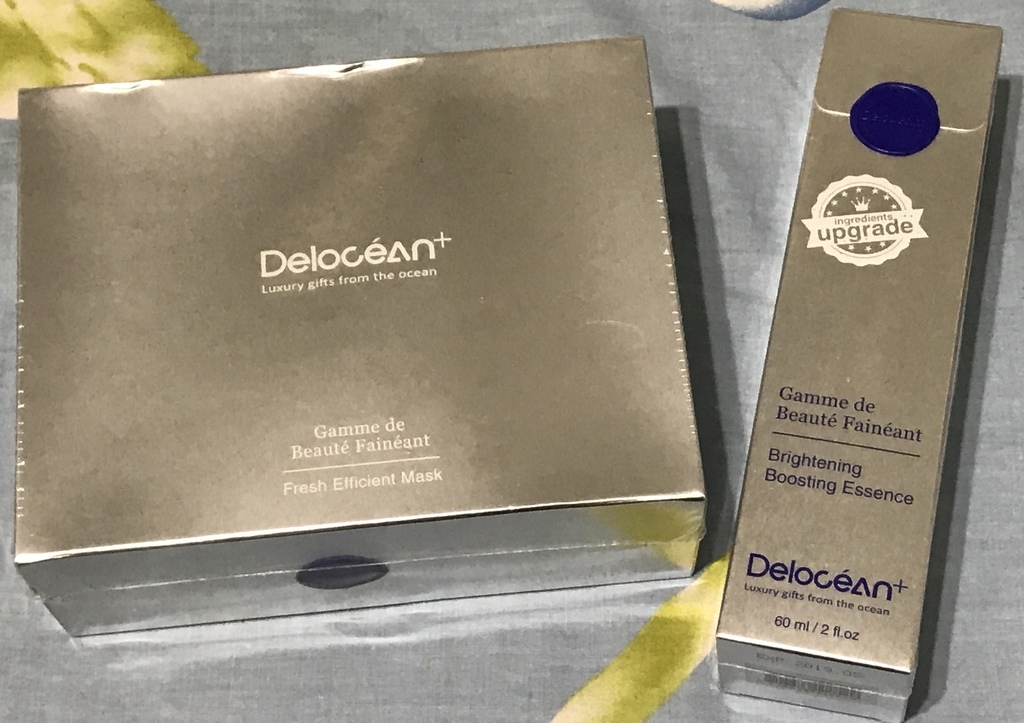 Delocéan+
Luxury gifts from the ocean
Gamme de
Beauté Fainéant
Fresh Efficient Mask
ingredients
upgrade
Gamme de
Beauté Fainéant
Brightening
Boosting Essence
Delocéan+
Luxury gifts from the ocean
60 ml / 2 fl.oz